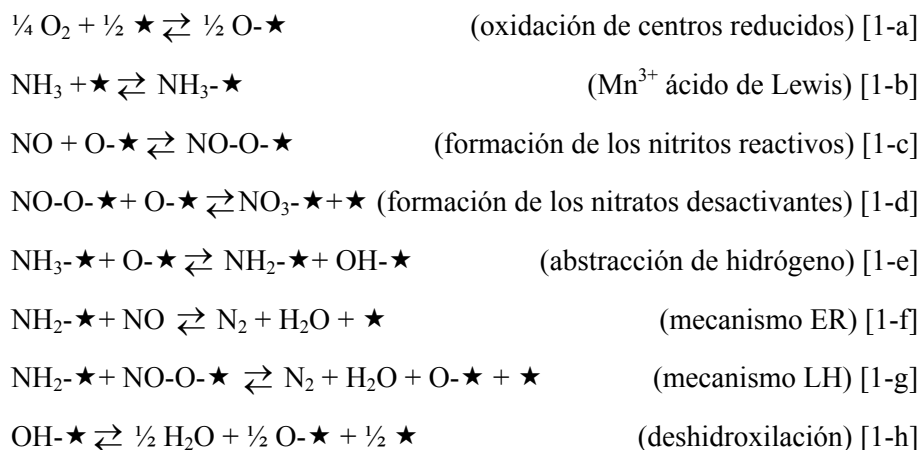 ¼ O₂ + ½ ★ ⇄ ½ O-★ (oxidación de centros reducidos) [1-a]
NH₃ +★ ⇄ NH₃-★ (Mn³⁺ ácido de Lewis) [1-b]
NO + O-★ ⇄ NO-O-★ (formación de los nitritos reactivos) [1-c]
NO-O-★+ O-★ ⇄NO₃-★+★ (formación de los nitratos desactivantes) [1-d]
NH₃-★+ O-★ ⇄ NH₂-★+ OH-★ (abstracción de hidrógeno) [1-e]
NH₂-★+ NO ⇄ N₂ + H₂O + ★ (mecanismo ER) [1-f]
NH₂-★+ NO-O-★ ⇄ N₂ + H₂O + O-★ + ★ (mecanismo LH) [1-g]
OH-★ ⇄ ½ H₂O + ½ O-★ + ½ ★ (deshidroxilación) [1-h]